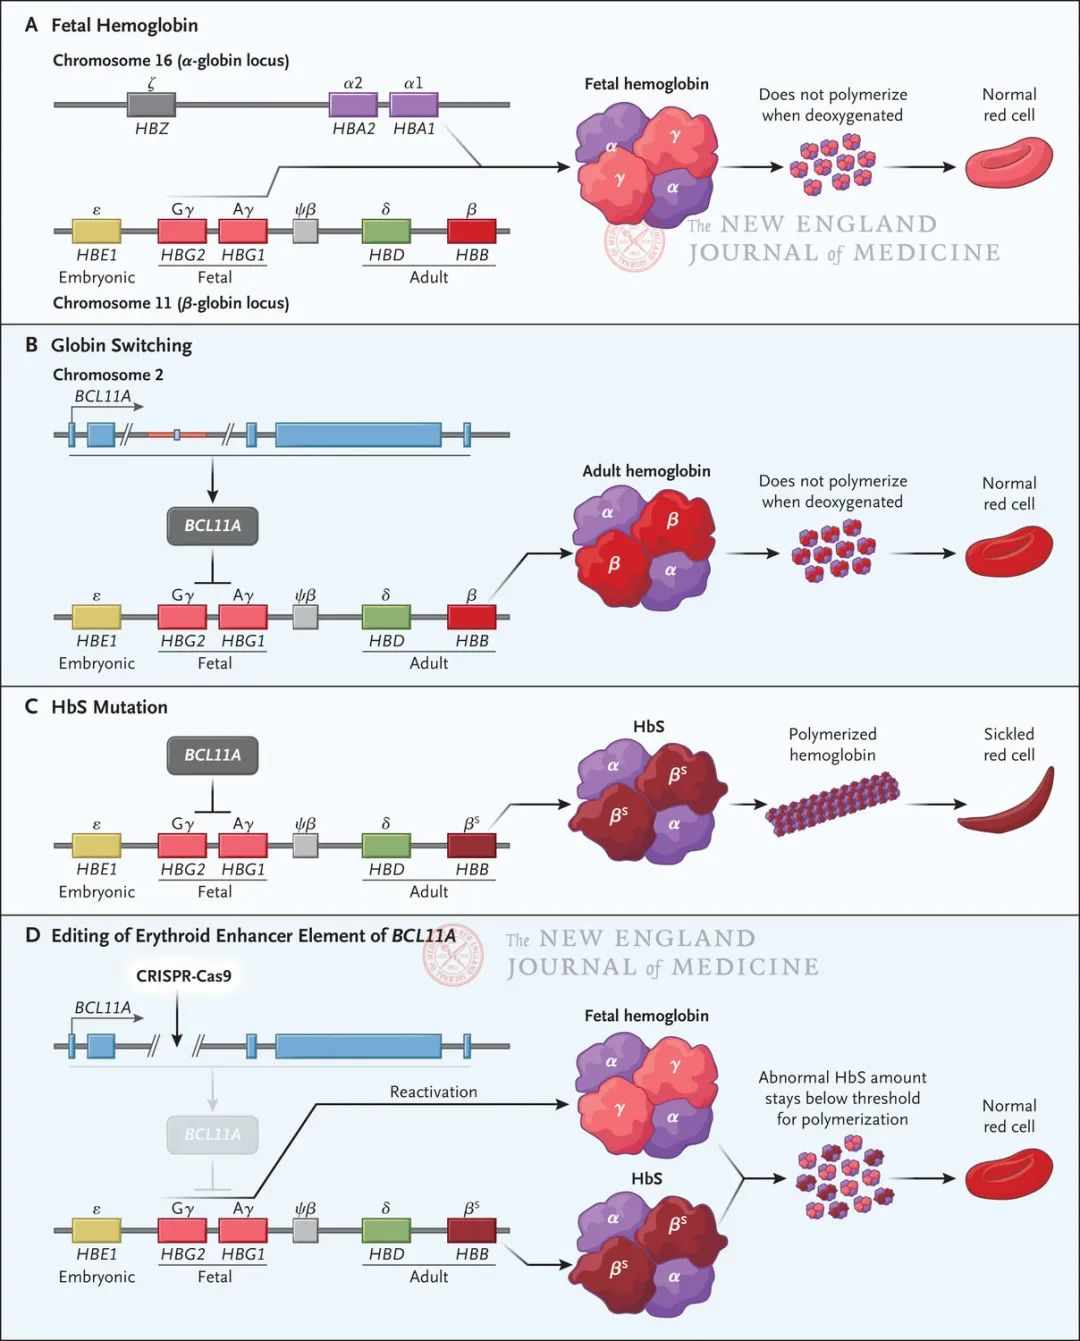 A Fetal Hemoglobin
Chromosome 16 (α-globin locus)
ζ α2 α1
HBZ HBA2 HBA1
Fetal hemoglobin
α γ
γ α
Does not polymerize
when deoxygenated
Normal
red cell
ε Gγ Aγ ψβ δ β
HBE1 HBG2 HBG1 HBD HBB
Embryonic Fetal Adult
Chromosome 11 (β-globin locus)
The NEW ENGLAND
JOURNAL of MEDICINE
B Globin Switching
Chromosome 2
BCL11A
BCL11A
ε Gγ Aγ ψβ δ β
HBE1 HBG2 HBG1 HBD HBB
Embryonic Fetal Adult
Adult hemoglobin
α β
β α
Does not polymerize
when deoxygenated
Normal
red cell
C HbS Mutation
BCL11A
ε Gγ Aγ ψβ δ βS
HBE1 HBG2 HBG1 HBD HBB
Embryonic Fetal Adult
HbS
α βS
βS α
Polymerized
hemoglobin
Sickled
red cell
D Editing of Erythroid Enhancer Element of BCL11A
The NEW ENGLAND
JOURNAL of MEDICINE
CRISPR-Cas9
BCL11A
BCL11A
Reactivation
ε Gγ Aγ ψβ δ βS
HBE1 HBG2 HBG1 HBD HBB
Embryonic Fetal Adult
Fetal hemoglobin
α γ
γ α
HbS
α βS
βS α
Abnormal HbS amount
stays below threshold
for polymerization
Normal
red cell